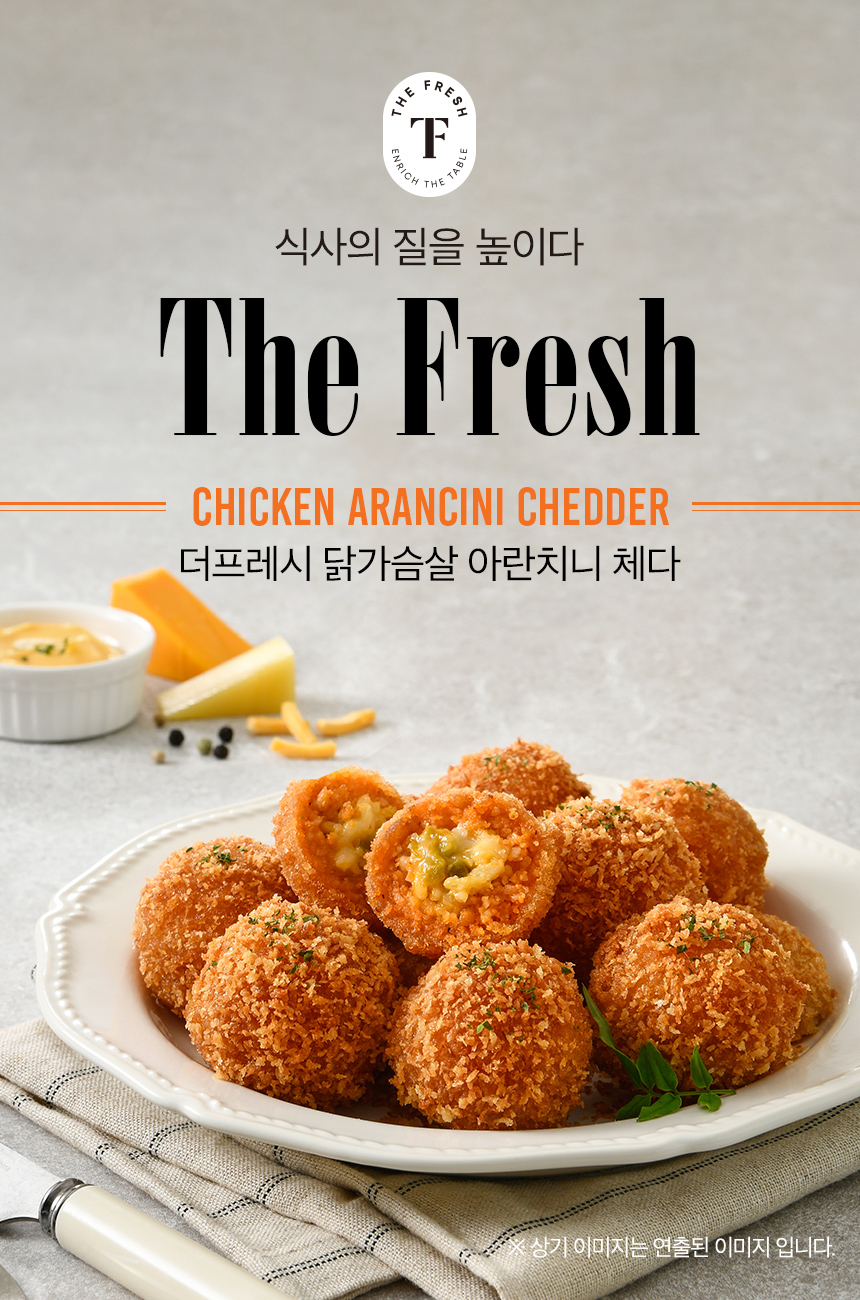 THE FRESH
TF
ENRICH THE TABLE
식사의 질을 높이다
The Fresh
CHICKEN ARANCINI CHEDDER
더프레시 닭가슴살 아란치니 체다
※ 상기 이미지는 연출된 이미지 입니다.